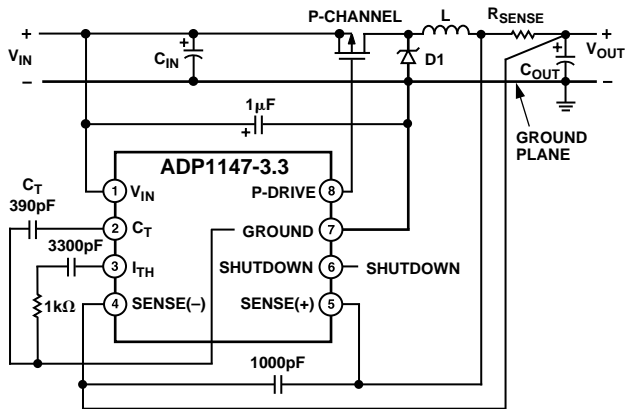 P-CHANNEL
L
RSENSE
+
VIN
–
+
CIN
D1
+
COUT
+
VOUT
–
1µF
+
GROUND
PLANE
ADP1147-3.3
CT
390pF
1
VIN
P-DRIVE
8
2
CT
GROUND
7
3300pF
3
ITH
SHUTDOWN
6
SHUTDOWN
1kΩ
4
SENSE(–)
SENSE(+)
5
1000pF